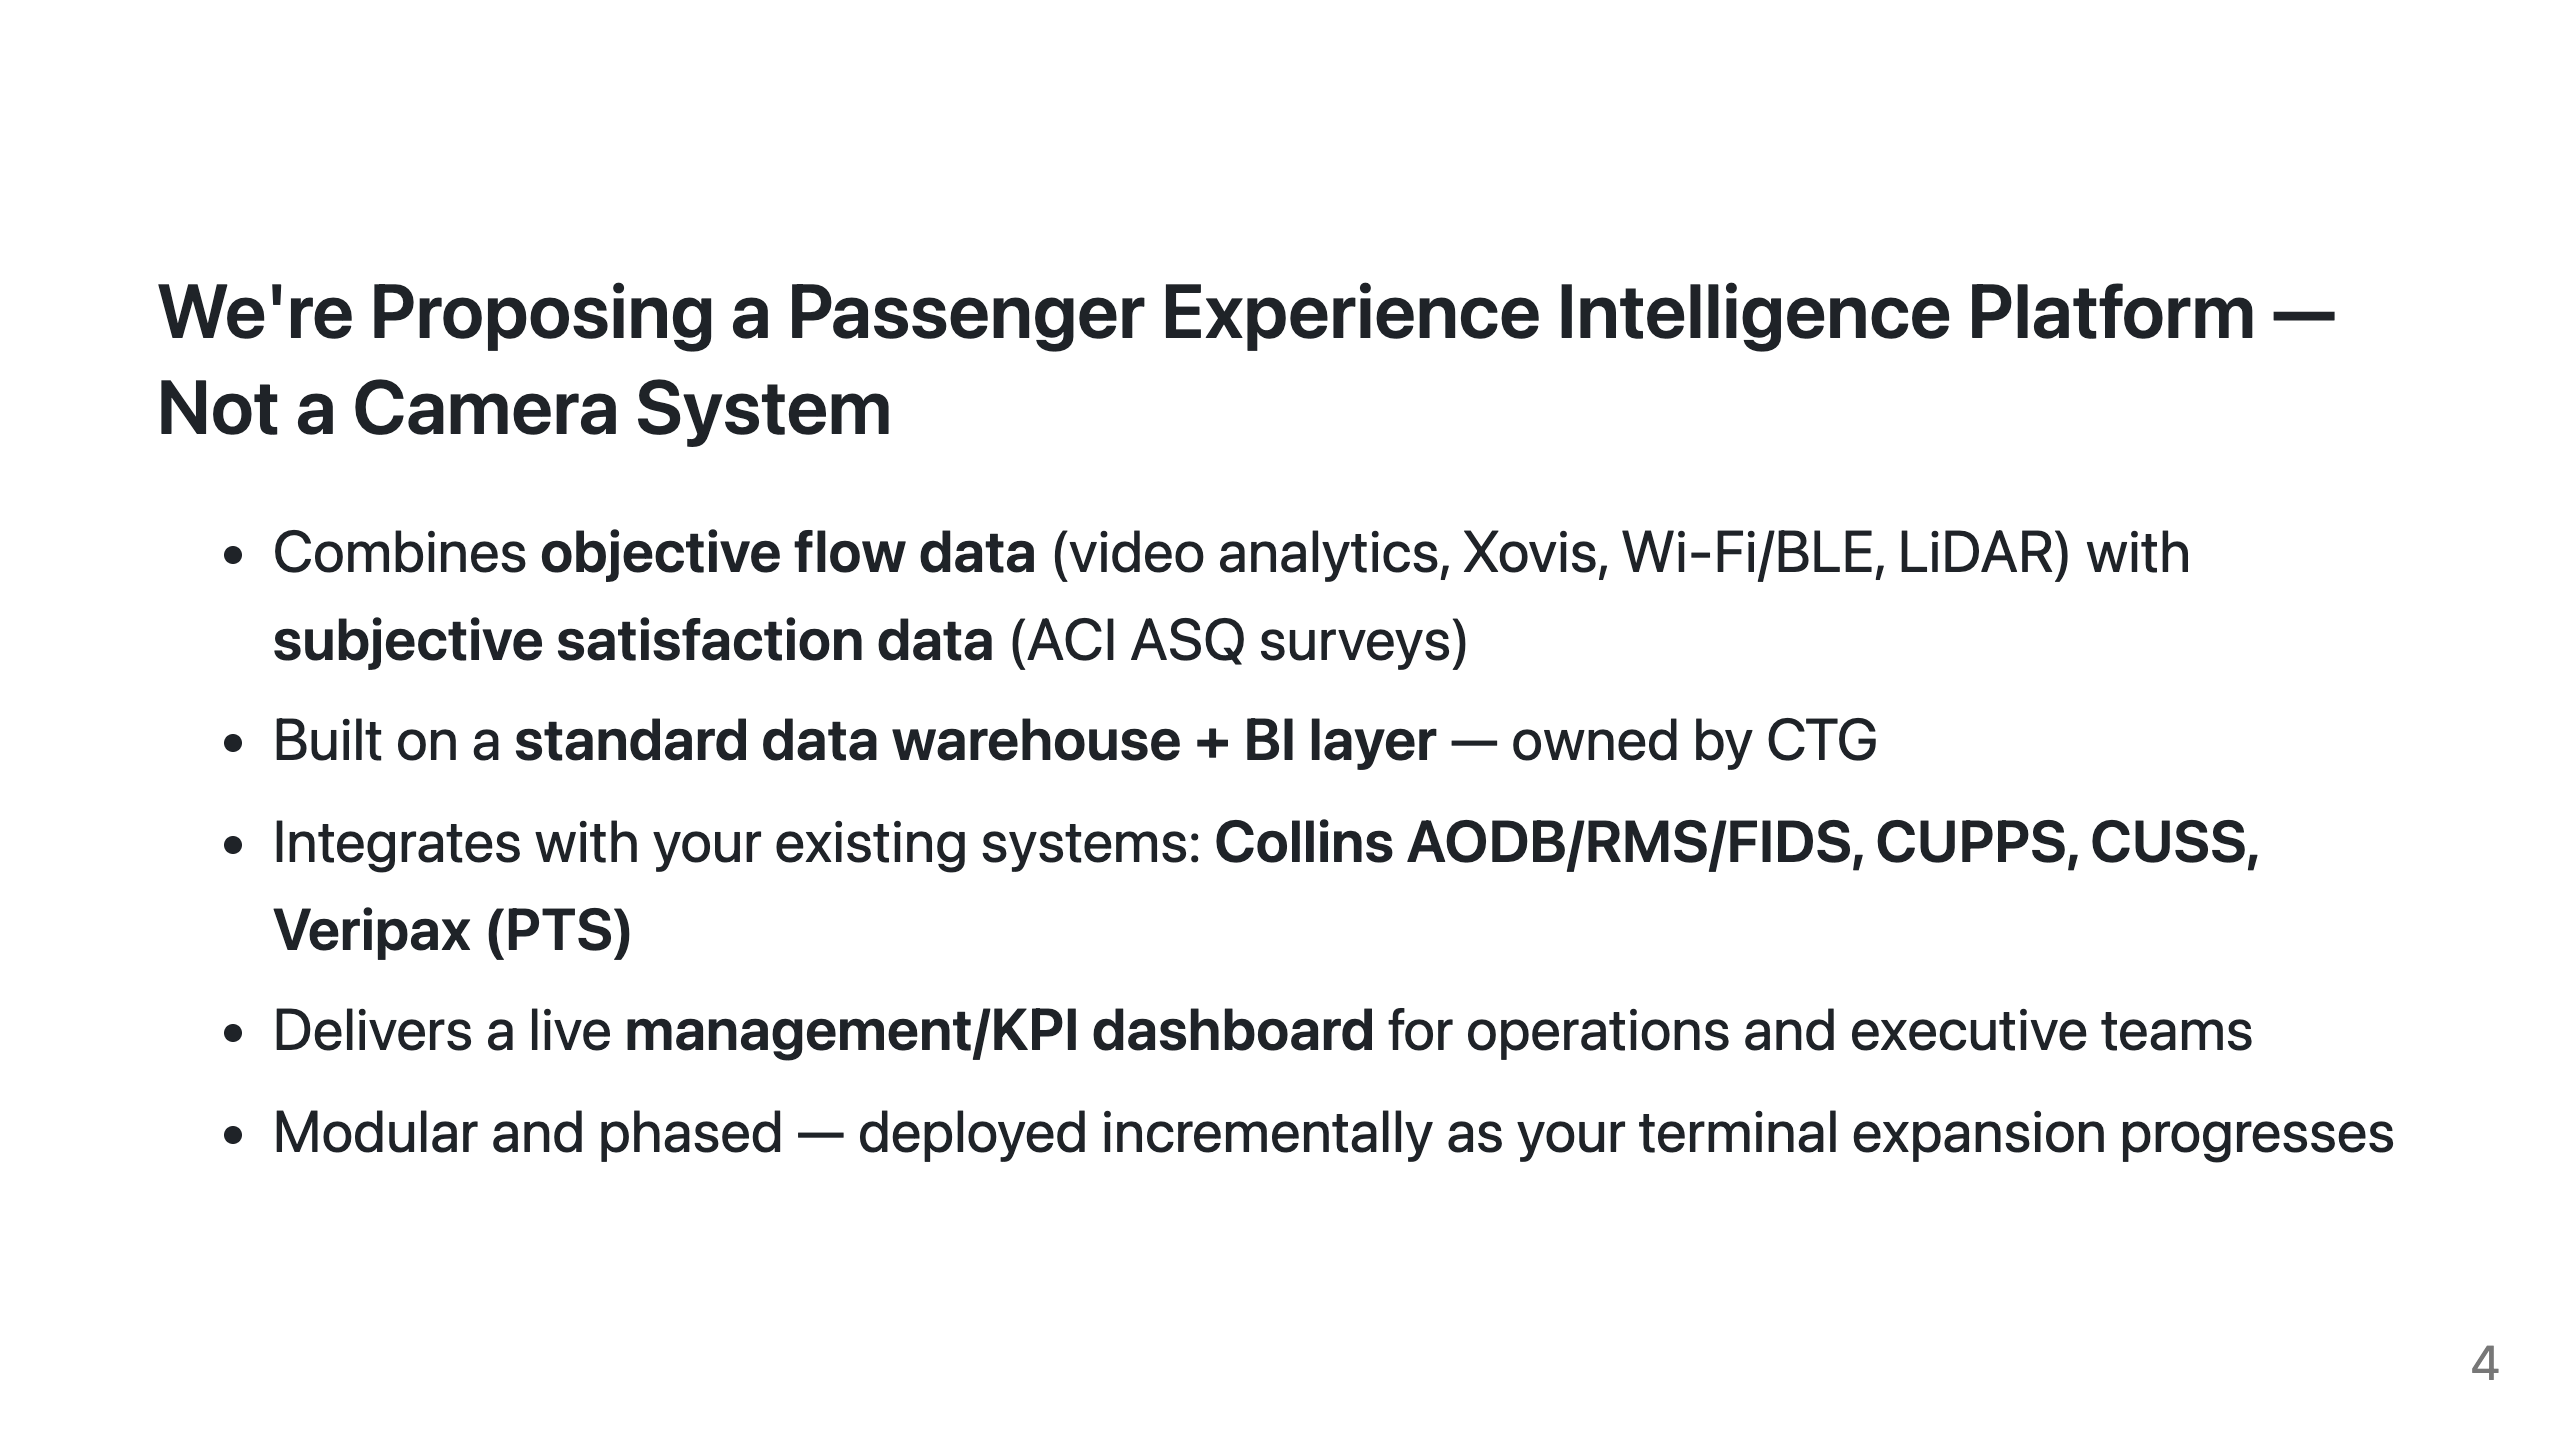 We're Proposing a Passenger Experience Intelligence Platform —
Not a Camera System
• Combines objective flow data (video analytics, Xovis, Wi-Fi/BLE, LiDAR) with
subjective satisfaction data (ACI ASQ surveys)
• Built on a standard data warehouse + BI layer — owned by CTG
• Integrates with your existing systems: Collins AODB/RMS/FIDS, CUPPS, CUSS,
Veripax (PTS)
• Delivers a live management/KPI dashboard for operations and executive teams
• Modular and phased — deployed incrementally as your terminal expansion progresses
4